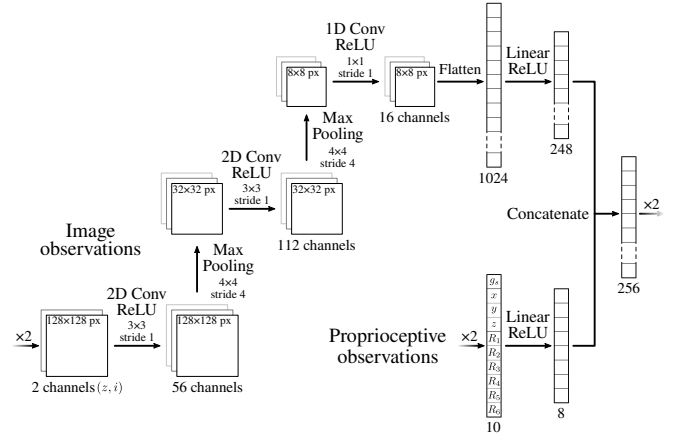 1D Conv
ReLU
1×1
stride 1
8×8 px
8×8 px
16 channels
Flatten
1024
Linear
ReLU
248
Max
Pooling
4×4
stride 4
2D Conv
ReLU
3×3
stride 1
32×32 px
32×32 px
112 channels
Concatenate
×2
256
Image
observations
Max
Pooling
4×4
stride 4
2D Conv
ReLU
3×3
stride 1
×2
128×128 px
128×128 px
2 channels (z, i)
56 channels
Proprioceptive
observations
×2
g_s
x
y
z
R_1
R_2
R_3
R_4
R_5
R_6
10
Linear
ReLU
8